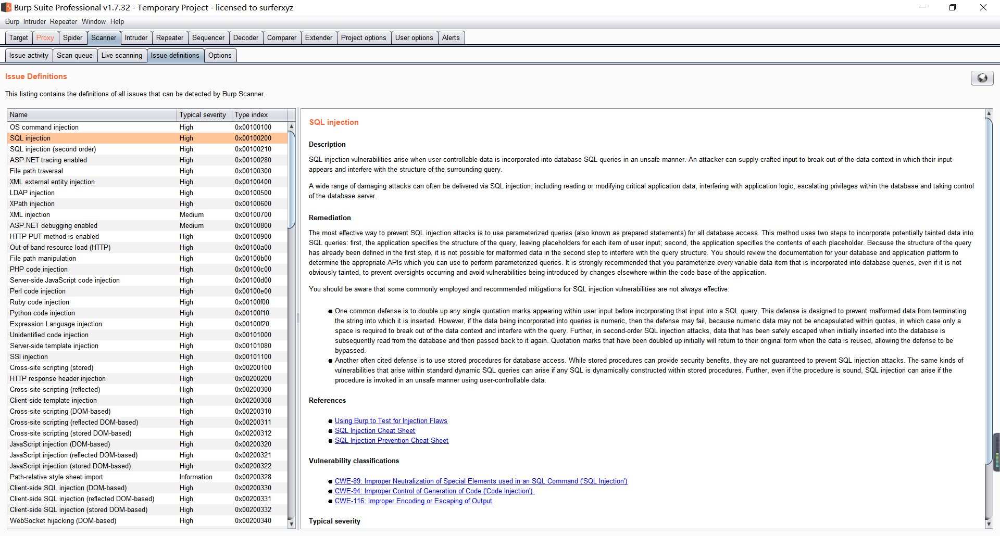 Burp Suite Professional v1.7.32 - Temporary Project - licensed to surferxyz
Burp Intruder Repeater Window Help
Target Proxy Spider Scanner Intruder Repeater Sequencer Decoder Comparer Extender Project options User options Alerts
Issue activity Scan queue Live scanning Issue definitions Options
Issue Definitions
This listing contains the definitions of all issues that can be detected by Burp Scanner.
Name Typical severity Type index
OS command injection High 0x00100100
SQL injection High 0x00100200
SQL injection (second order) High 0x00100210
ASP.NET tracing enabled High 0x00100280
File path traversal High 0x00100300
XML external entity injection High 0x00100400
LDAP injection High 0x00100500
XPath injection High 0x00100600
XML injection Medium 0x00100700
ASP.NET debugging enabled Medium 0x00100800
HTTP PUT method is enabled High 0x00100900
Out-of-band resource load (HTTP) High 0x00100a00
File path manipulation High 0x00100b00
PHP code injection High 0x00100c00
Server-side JavaScript code injection High 0x00100d00
Perl code injection High 0x00100e00
Ruby code injection High 0x00100f00
Python code injection High 0x00100f10
Expression Language injection High 0x00100f20
Unidentified code injection High 0x00101000
Server-side template injection High 0x00101080
SSI injection High 0x00101100
Cross-site scripting (stored) High 0x00200100
HTTP response header injection High 0x00200200
Cross-site scripting (reflected) High 0x00200300
Client-side template injection High 0x00200308
Cross-site scripting (DOM-based) High 0x00200310
Cross-site scripting (reflected DOM-based) High 0x00200311
Cross-site scripting (stored DOM-based) High 0x00200312
JavaScript injection (DOM-based) High 0x00200320
JavaScript injection (reflected DOM-based) High 0x00200321
JavaScript injection (stored DOM-based) High 0x00200322
Path-relative style sheet import Information 0x00200328
Client-side SQL injection (DOM-based) High 0x00200330
Client-side SQL injection (reflected DOM-based) High 0x00200331
Client-side SQL injection (stored DOM-based) High 0x00200332
WebSocket hijacking (DOM-based) High 0x00200340
SQL injection
Description
SQL injection vulnerabilities arise when user-controllable data is incorporated into database SQL queries in an unsafe manner. An attacker can supply crafted input to break out of the data context in which their input
appears and interfere with the structure of the surrounding query.
A wide range of damaging attacks can often be delivered via SQL injection, including reading or modifying critical application data, interfering with application logic, escalating privileges within the database and taking control
of the database server.
Remediation
The most effective way to prevent SQL injection attacks is to use parameterized queries (also known as prepared statements) for all database access. This method uses two steps to incorporate potentially tainted data into
SQL queries: first, the application specifies the structure of the query, leaving placeholders for each item of user input; second, the application specifies the contents of each placeholder. Because the structure of the query
has already been defined in the first step, it is not possible for malformed data in the second step to interfere with the query structure. You should review the documentation for your database and application platform to
determine the appropriate APIs which you can use to perform parameterized queries. It is strongly recommended that you parameterize every variable data item that is incorporated into database queries, even if it is not
obviously tainted, to prevent oversights occurring and avoid vulnerabilities being introduced by changes elsewhere within the code base of the application.
You should be aware that some commonly employed and recommended mitigations for SQL injection vulnerabilities are not always effective:
● One common defense is to double up any single quotation marks appearing within user input before incorporating that input into a SQL query. This defense is designed to prevent malformed data from terminating
the string into which it is inserted. However, if the data being incorporated into queries is numeric, then the defense may fail, because numeric data may not be encapsulated within quotes, in which case only a
space is required to break out of the data context and interfere with the query. Further, in second-order SQL injection attacks, data that has been safely escaped when initially inserted into the database is
subsequently read from the database and then passed back to it again. Quotation marks that have been doubled up initially will return to their original form when the data is reused, allowing the defense to be
bypassed.
● Another often cited defense is to use stored procedures for database access. While stored procedures can provide security benefits, they are not guaranteed to prevent SQL injection attacks. The same kinds of
vulnerabilities that arise within standard dynamic SQL queries can arise if any SQL is dynamically constructed within stored procedures. Further, even if the procedure is sound, SQL injection can arise if the
procedure is invoked in an unsafe manner using user-controllable data.
References
● Using Burp to Test for Injection Flaws
● SQL Injection Cheat Sheet
● SQL Injection Prevention Cheat Sheet
Vulnerability classifications
● CWE-89: Improper Neutralization of Special Elements used in an SQL Command ('SQL Injection')
● CWE-94: Improper Control of Generation of Code ('Code Injection')
● CWE-116: Improper Encoding or Escaping of Output
Typical severity